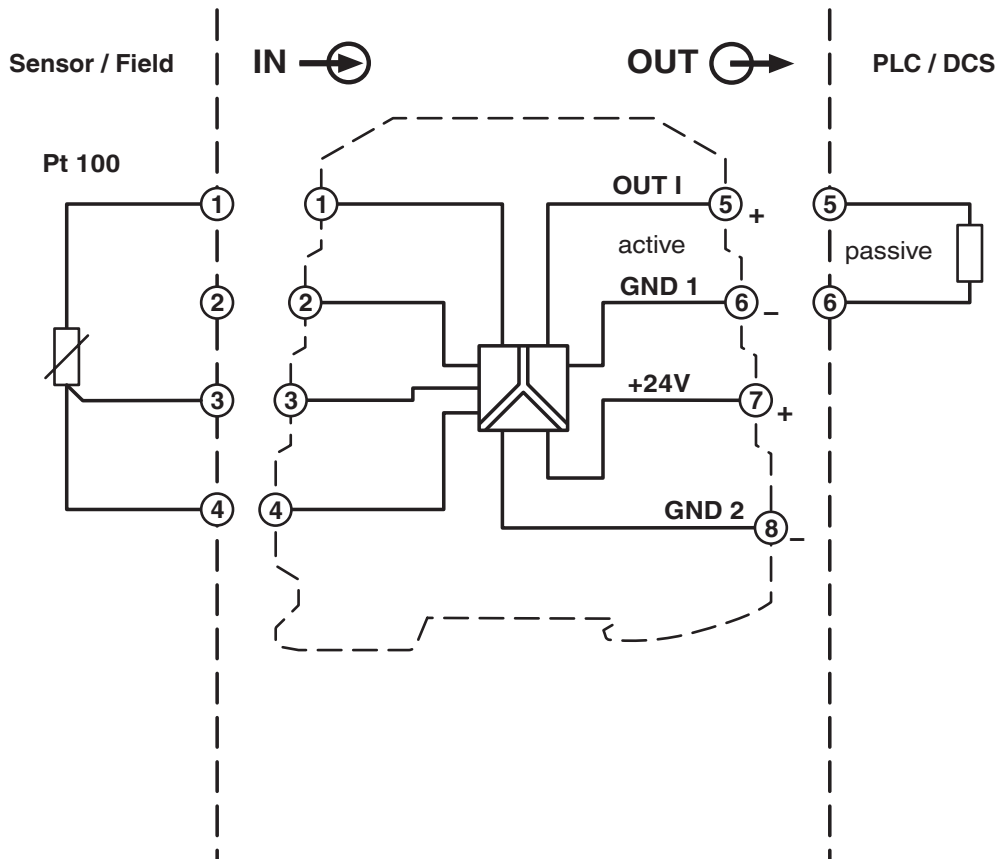 Sensor / Field
IN
OUT
PLC / DCS
Pt 100
1
1
OUT I
5
+
5
active
passive
2
2
GND 1
6
–
6
3
3
+24V
7
+
4
4
GND 2
8
–